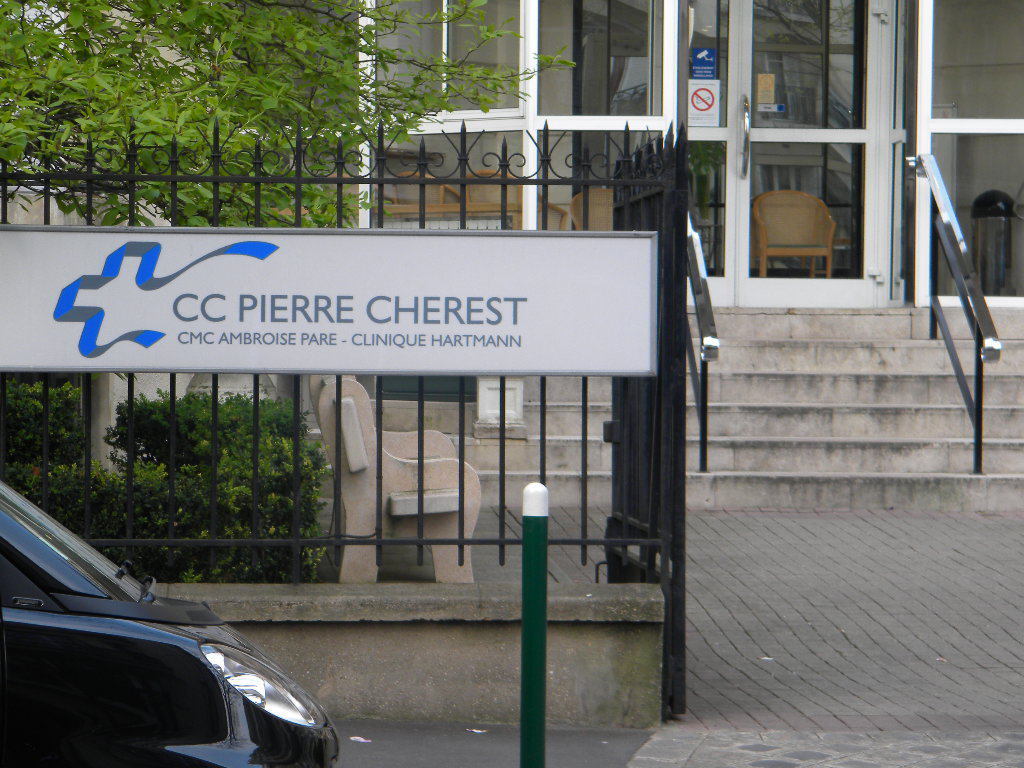 CC PIERRE CHEREST
CMC AMBROISE PARE - CLINIQUE HARTMANN